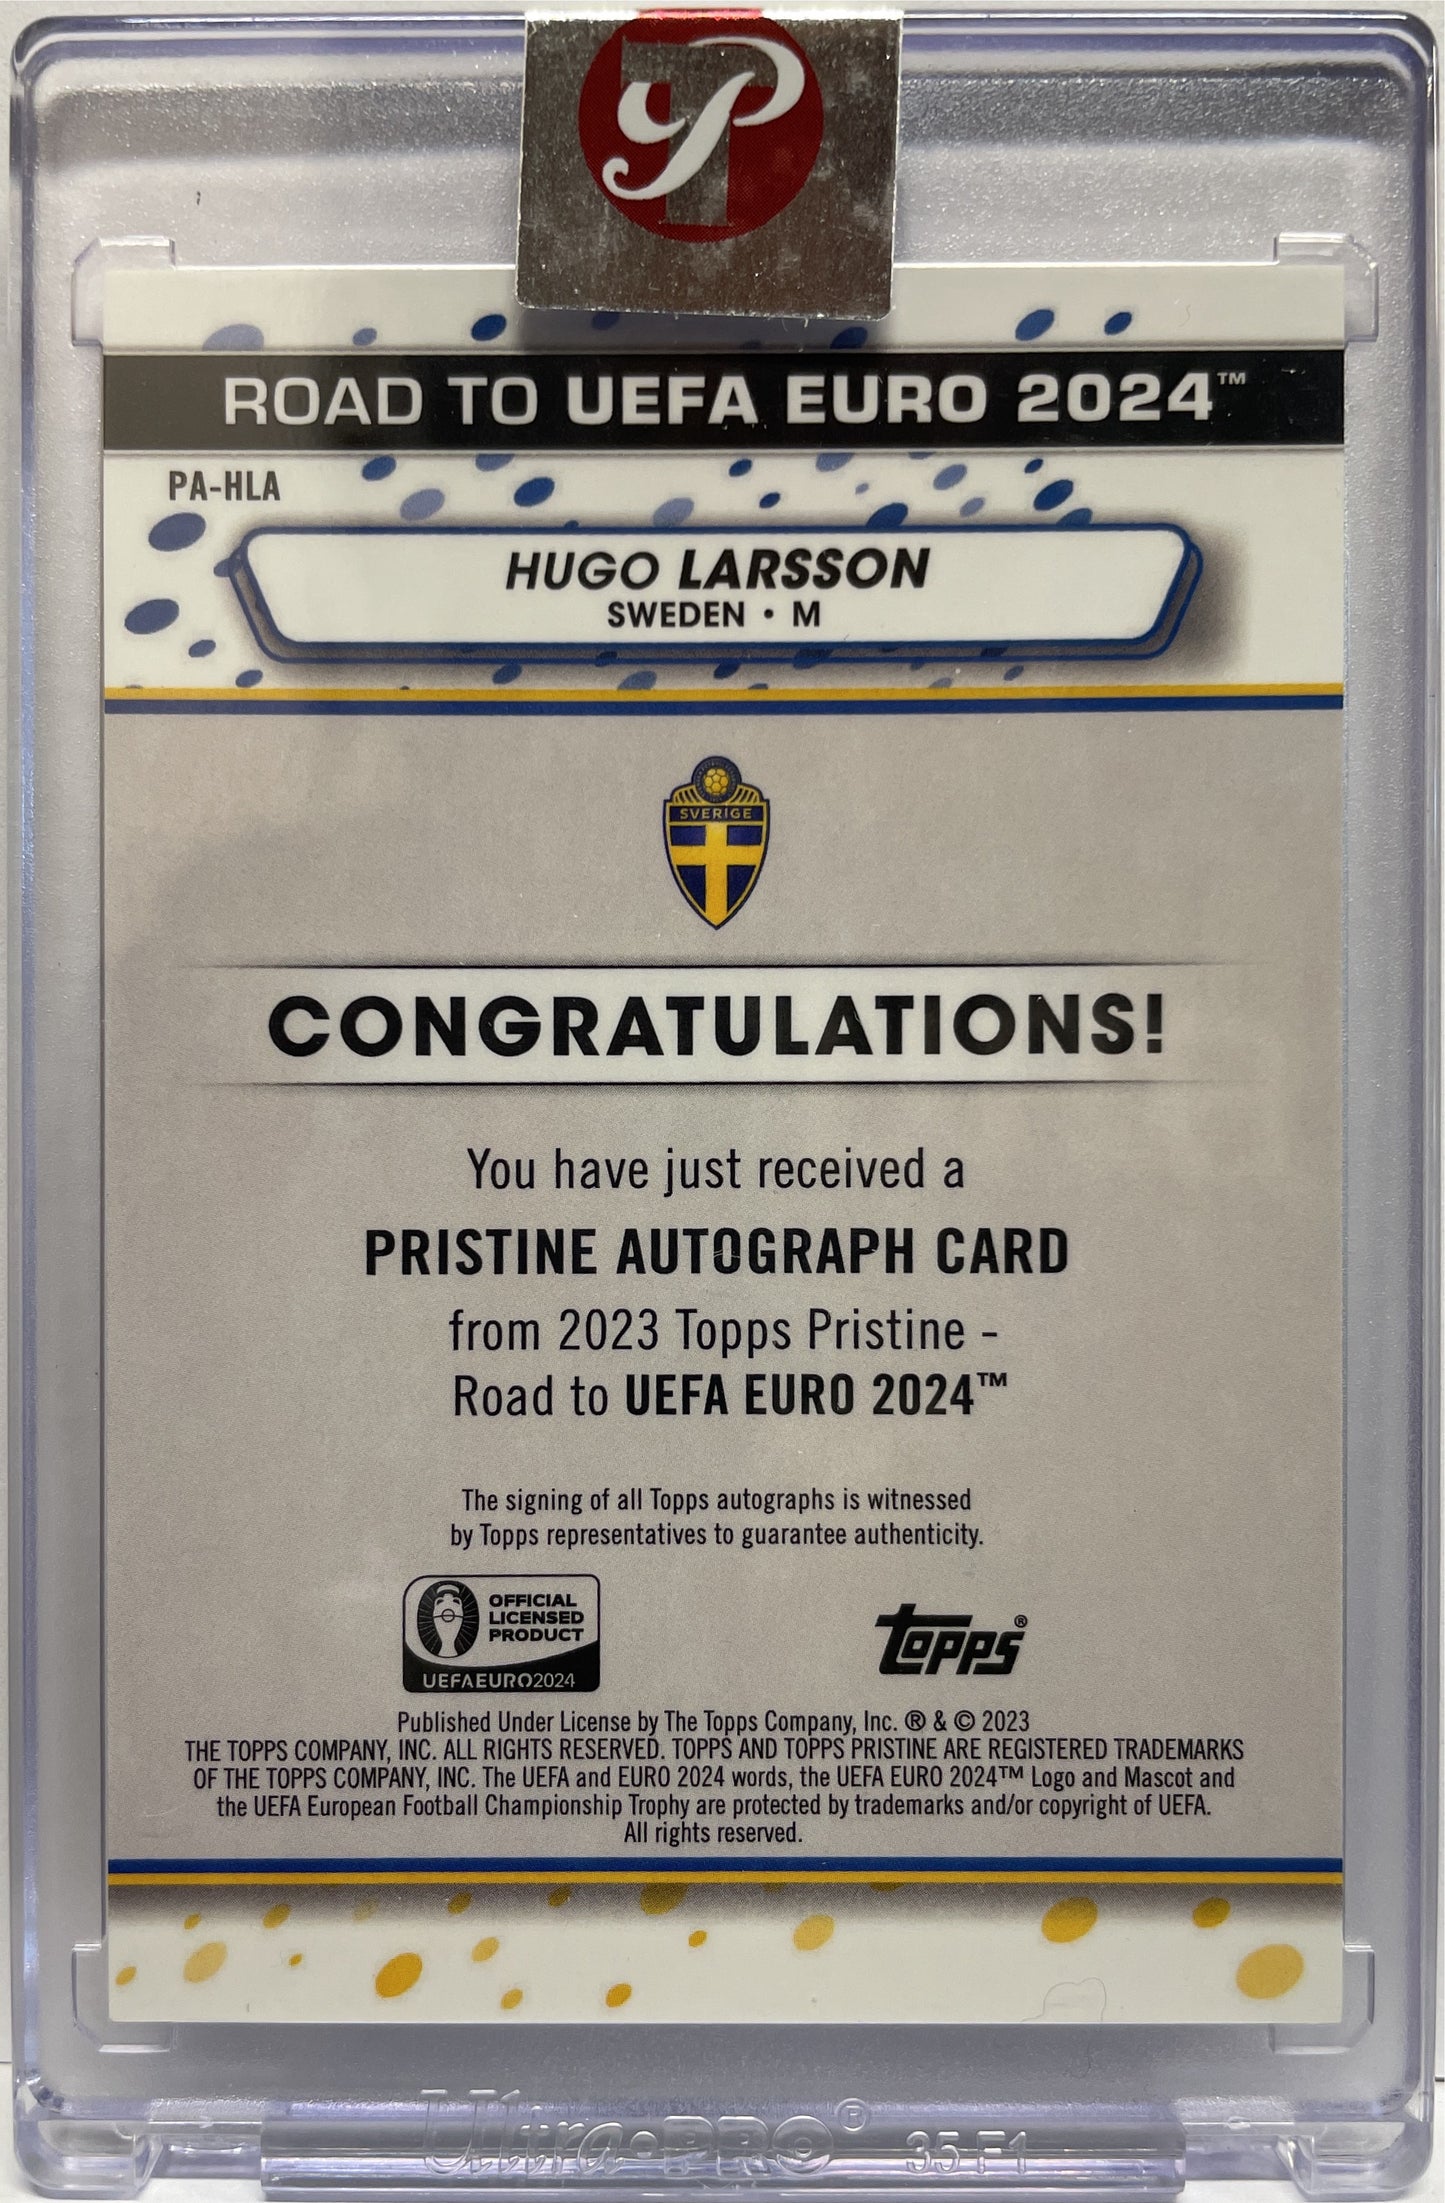 P
ROAD TO UEFA EURO 2024™
PA-HLA
HUGO LARSSON
SWEDEN • M
SVERIGE
CONGRATULATIONS!
You have just received a
PRISTINE AUTOGRAPH CARD
from 2023 Topps Pristine -
Road to UEFA EURO 2024™
The signing of all Topps autographs is witnessed
by Topps representatives to guarantee authenticity.
OFFICIAL
LICENSED
PRODUCT
UEFAEURO2024
Topps®
Published Under License by The Topps Company, Inc. ® & © 2023
THE TOPPS COMPANY, INC. ALL RIGHTS RESERVED. TOPPS AND TOPPS PRISTINE ARE REGISTERED TRADEMARKS
OF THE TOPPS COMPANY, INC. The UEFA and EURO 2024 words, the UEFA EURO 2024™ Logo and Mascot and
the UEFA European Football Championship Trophy are protected by trademarks and/or copyright of UEFA.
All rights reserved.
Ultra•PRO® 35 F1